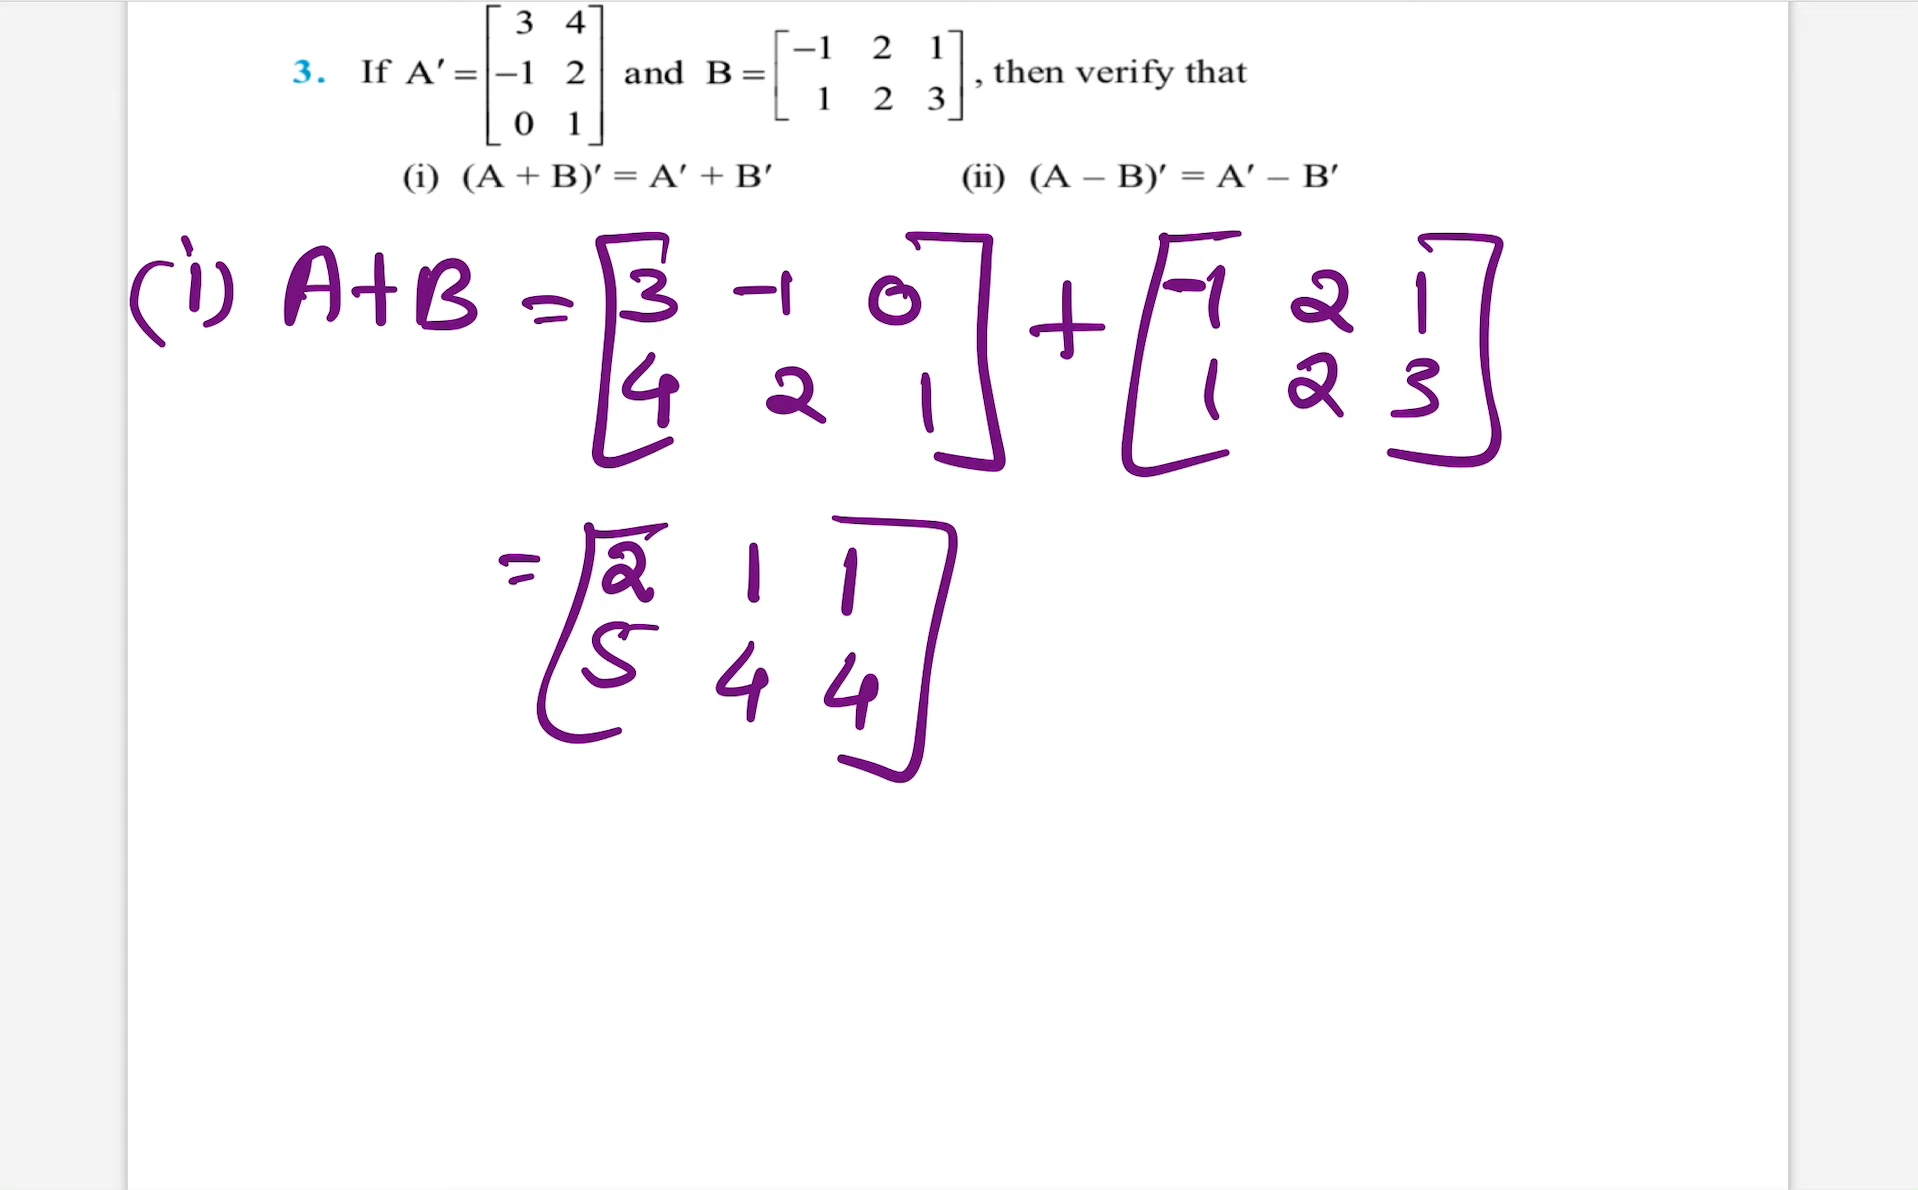 3. If A′ = [3 4; −1 2; 0 1] and B = [−1 2 1; 1 2 3], then verify that
(i) (A + B)′ = A′ + B′ (ii) (A − B)′ = A′ − B′
(i) A+B = [3 -1 0; 4 2 1] + [-1 2 1; 1 2 3]
= [2 1 1; 5 4 4]